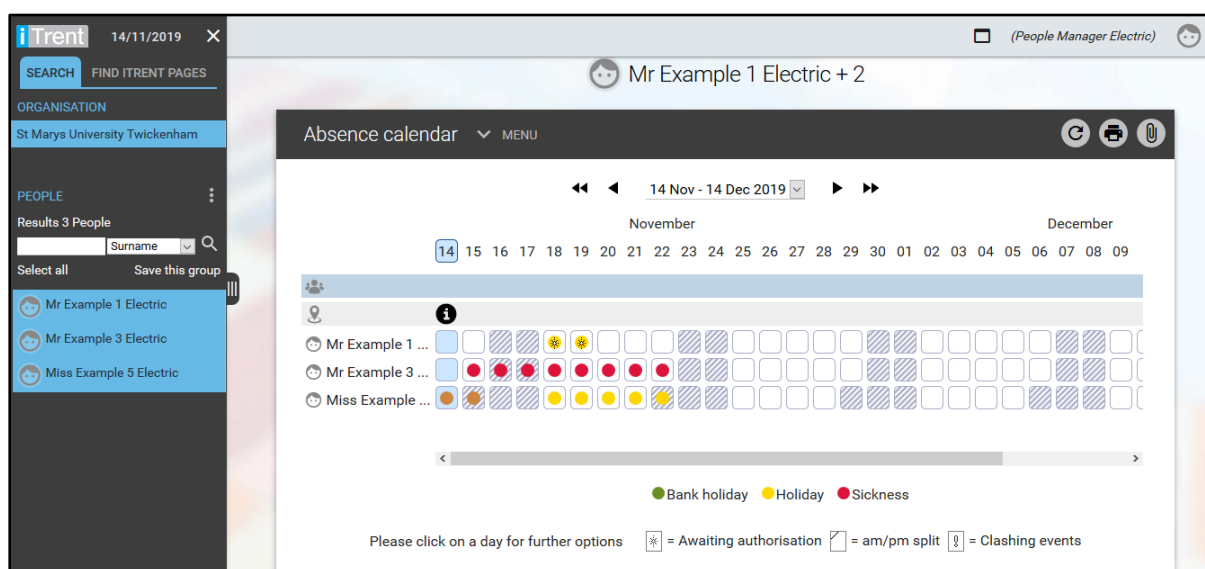 iTrent 14/11/2019
SEARCH FIND ITRENT PAGES
ORGANISATION
St Marys University Twickenham
PEOPLE
Results 3 People
Surname
Select all Save this group
Mr Example 1 Electric
Mr Example 3 Electric
Miss Example 5 Electric
(People Manager Electric)
Mr Example 1 Electric + 2
Absence calendar MENU
14 Nov - 14 Dec 2019
November December
14 15 16 17 18 19 20 21 22 23 24 25 26 27 28 29 30 01 02 03 04 05 06 07 08 09
Mr Example 1 ...
Mr Example 3 ...
Miss Example ...
Bank holiday Holiday Sickness
Please click on a day for further options = Awaiting authorisation = am/pm split = Clashing events